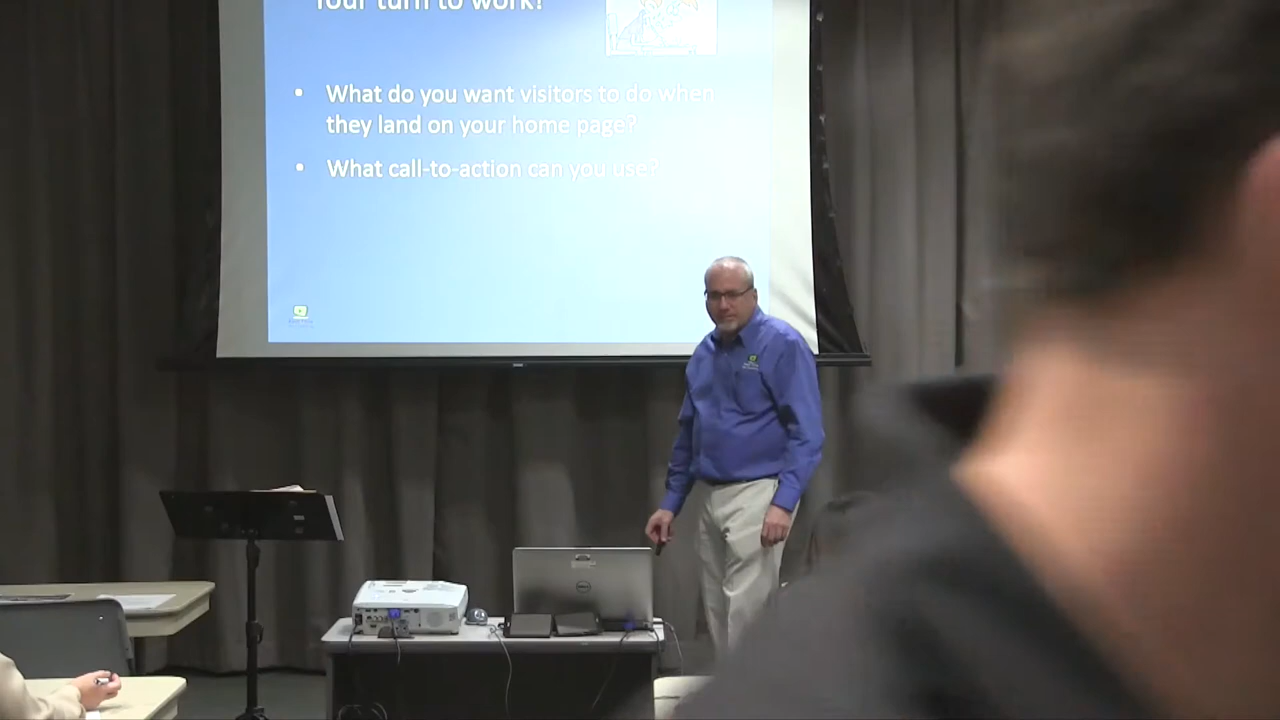 Your turn to work!
• What do you want visitors to do when
they land on your home page?
• What call-to-action can you use?
DELL